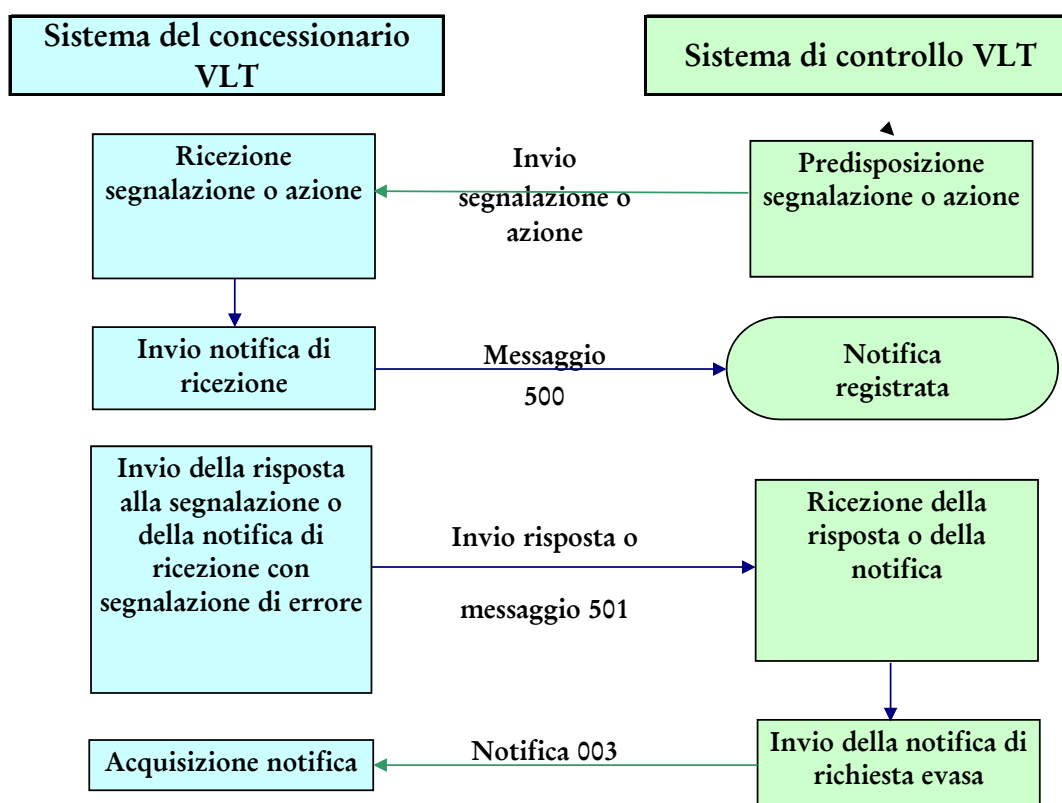 Sistema del concessionario
VLT
Sistema di controllo VLT
Ricezione
segnalazione o azione
Invio
segnalazione o
azione
Predisposizione
segnalazione o azione
Invio notifica di
ricezione
Messaggio
500
Notifica
registrata
Invio della risposta
alla segnalazione o
della notifica di
ricezione con
segnalazione di errore
Invio risposta o
messaggio 501
Ricezione della
risposta o della
notifica
Acquisizione notifica
Notifica 003
Invio della notifica di
richiesta evasa